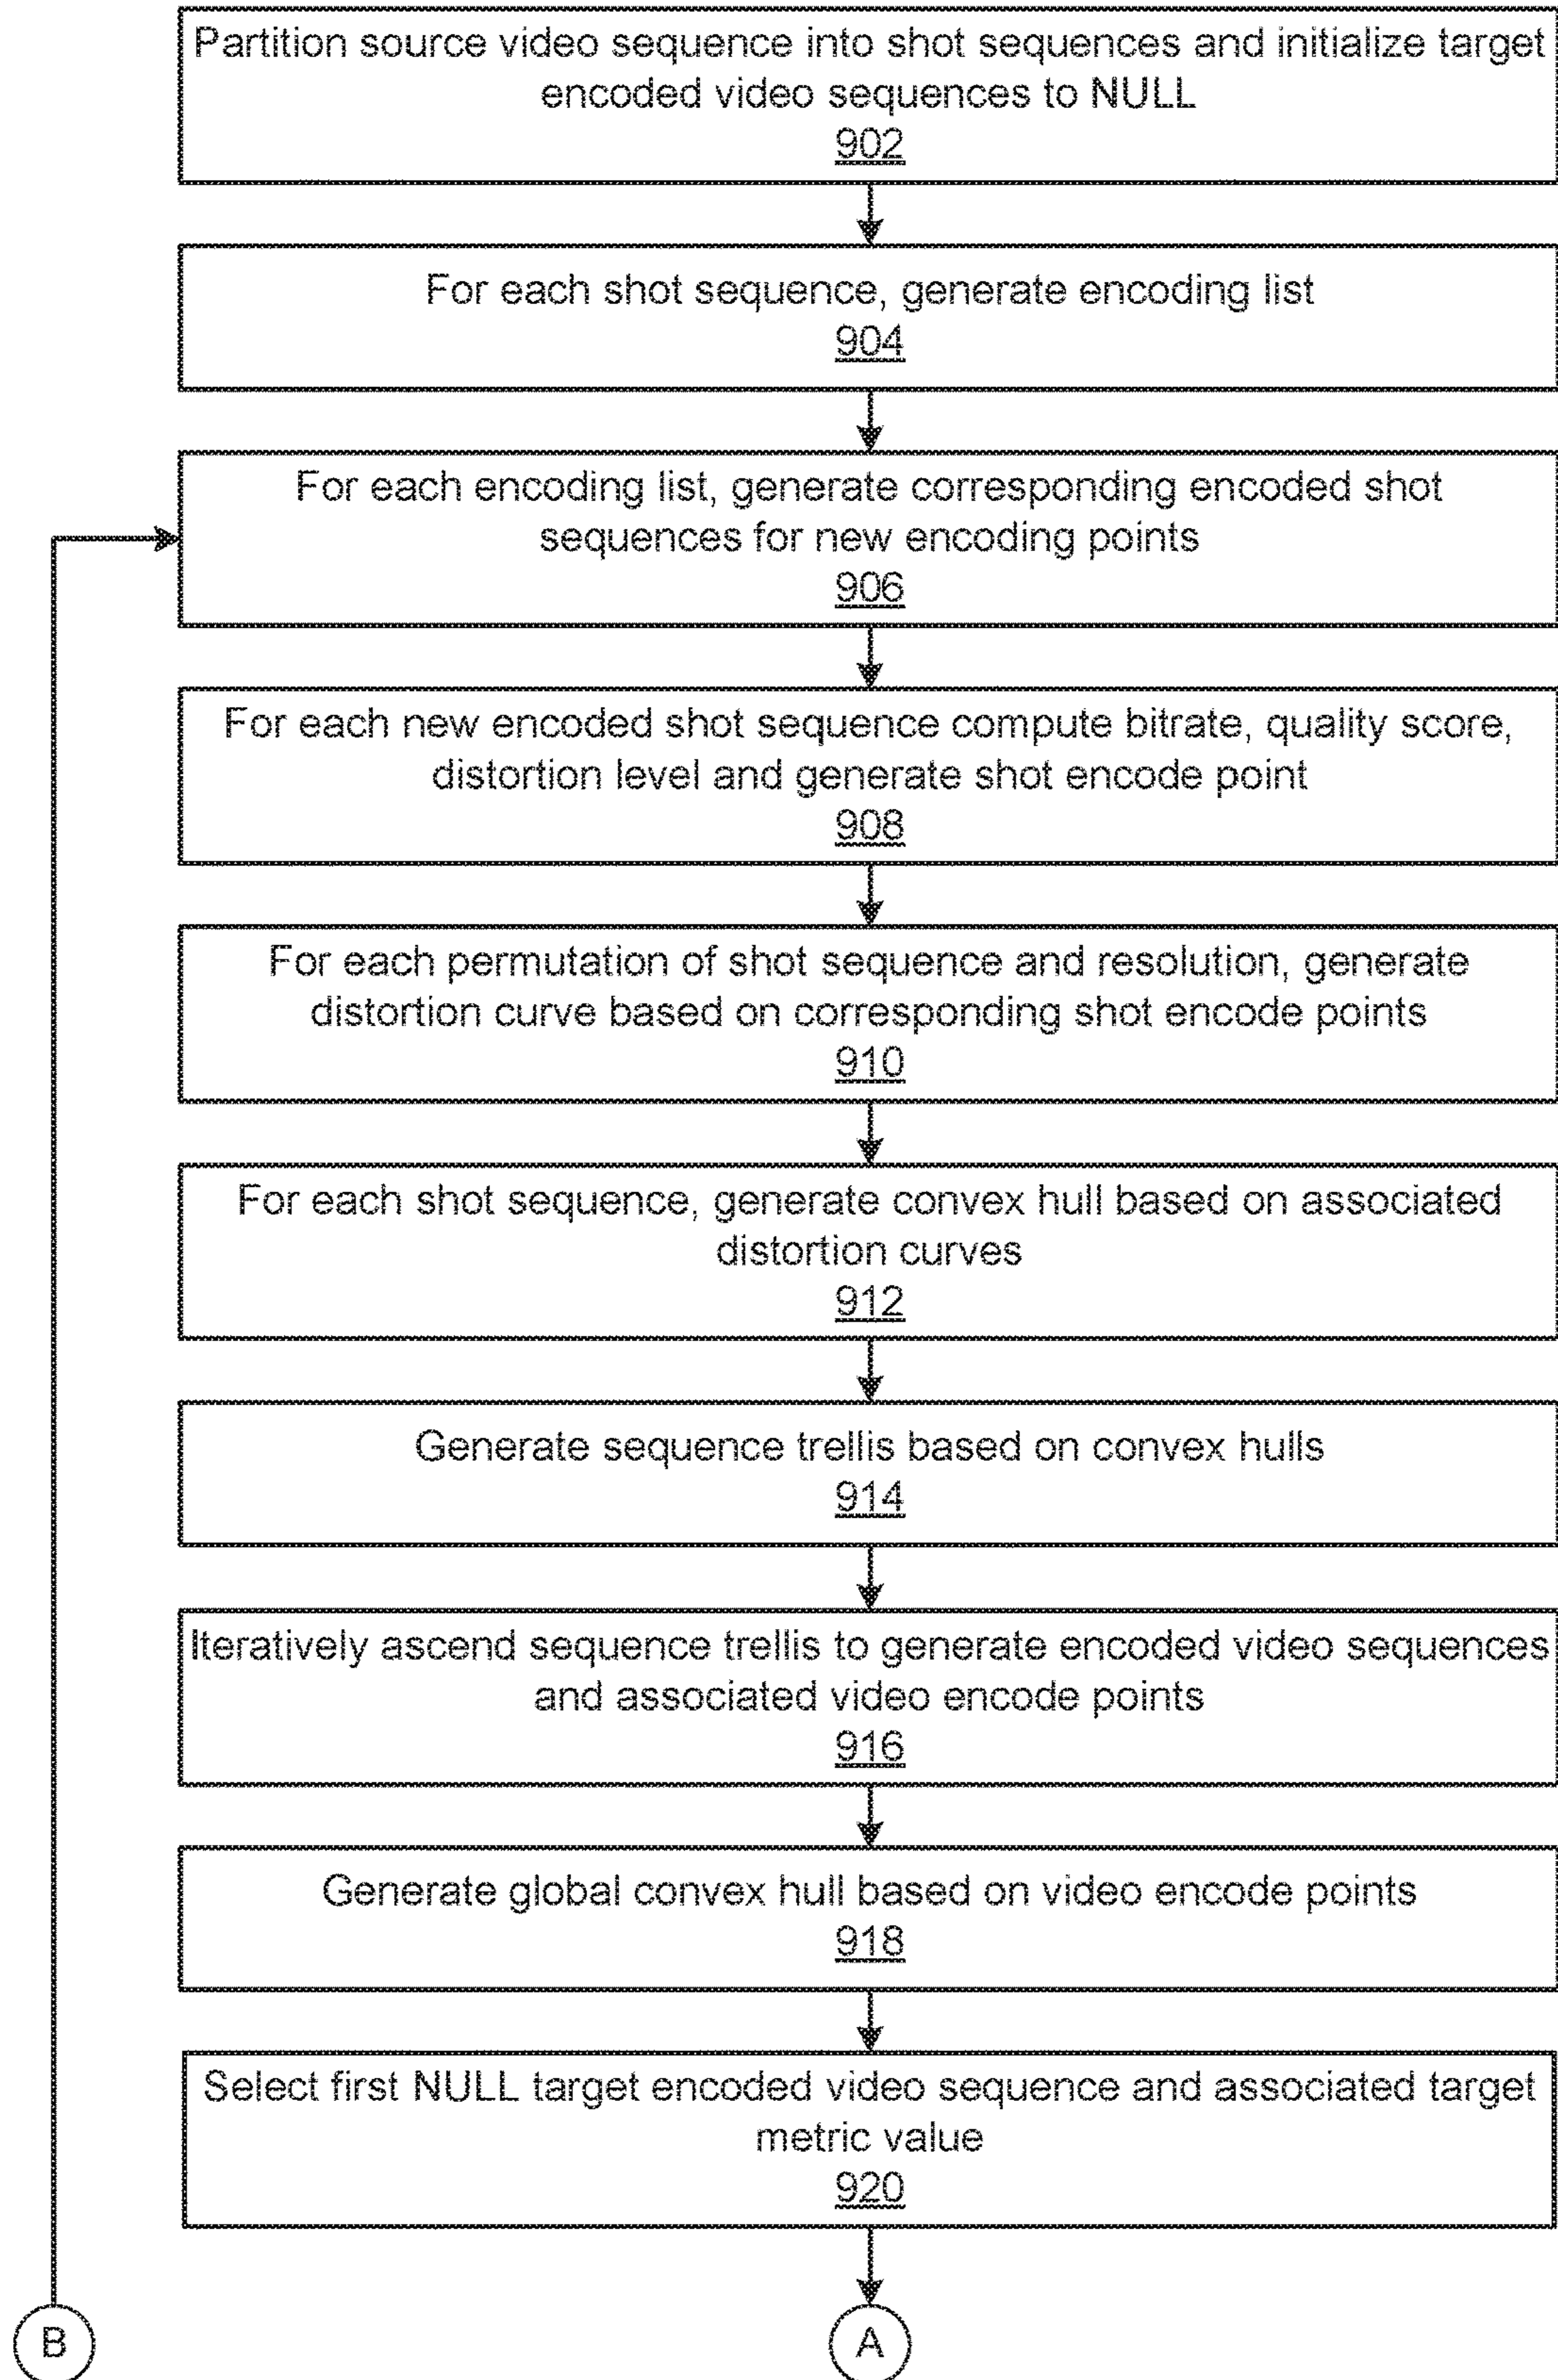 Partition source video sequence into shot sequences and initialize target
encoded video sequences to NULL
902
For each shot sequence, generate encoding list
904
For each encoding list, generate corresponding encoded shot
sequences for new encoding points
906
For each new encoded shot sequence compute bitrate, quality score,
distortion level and generate shot encode point
908
For each permutation of shot sequence and resolution, generate
distortion curve based on corresponding shot encode points
910
For each shot sequence, generate convex hull based on associated
distortion curves
912
Generate sequence trellis based on convex hulls
914
Iteratively ascend sequence trellis to generate encoded video sequences
and associated video encode points
916
Generate global convex hull based on video encode points
918
Select first NULL target encoded video sequence and associated target
metric value
920
B
A